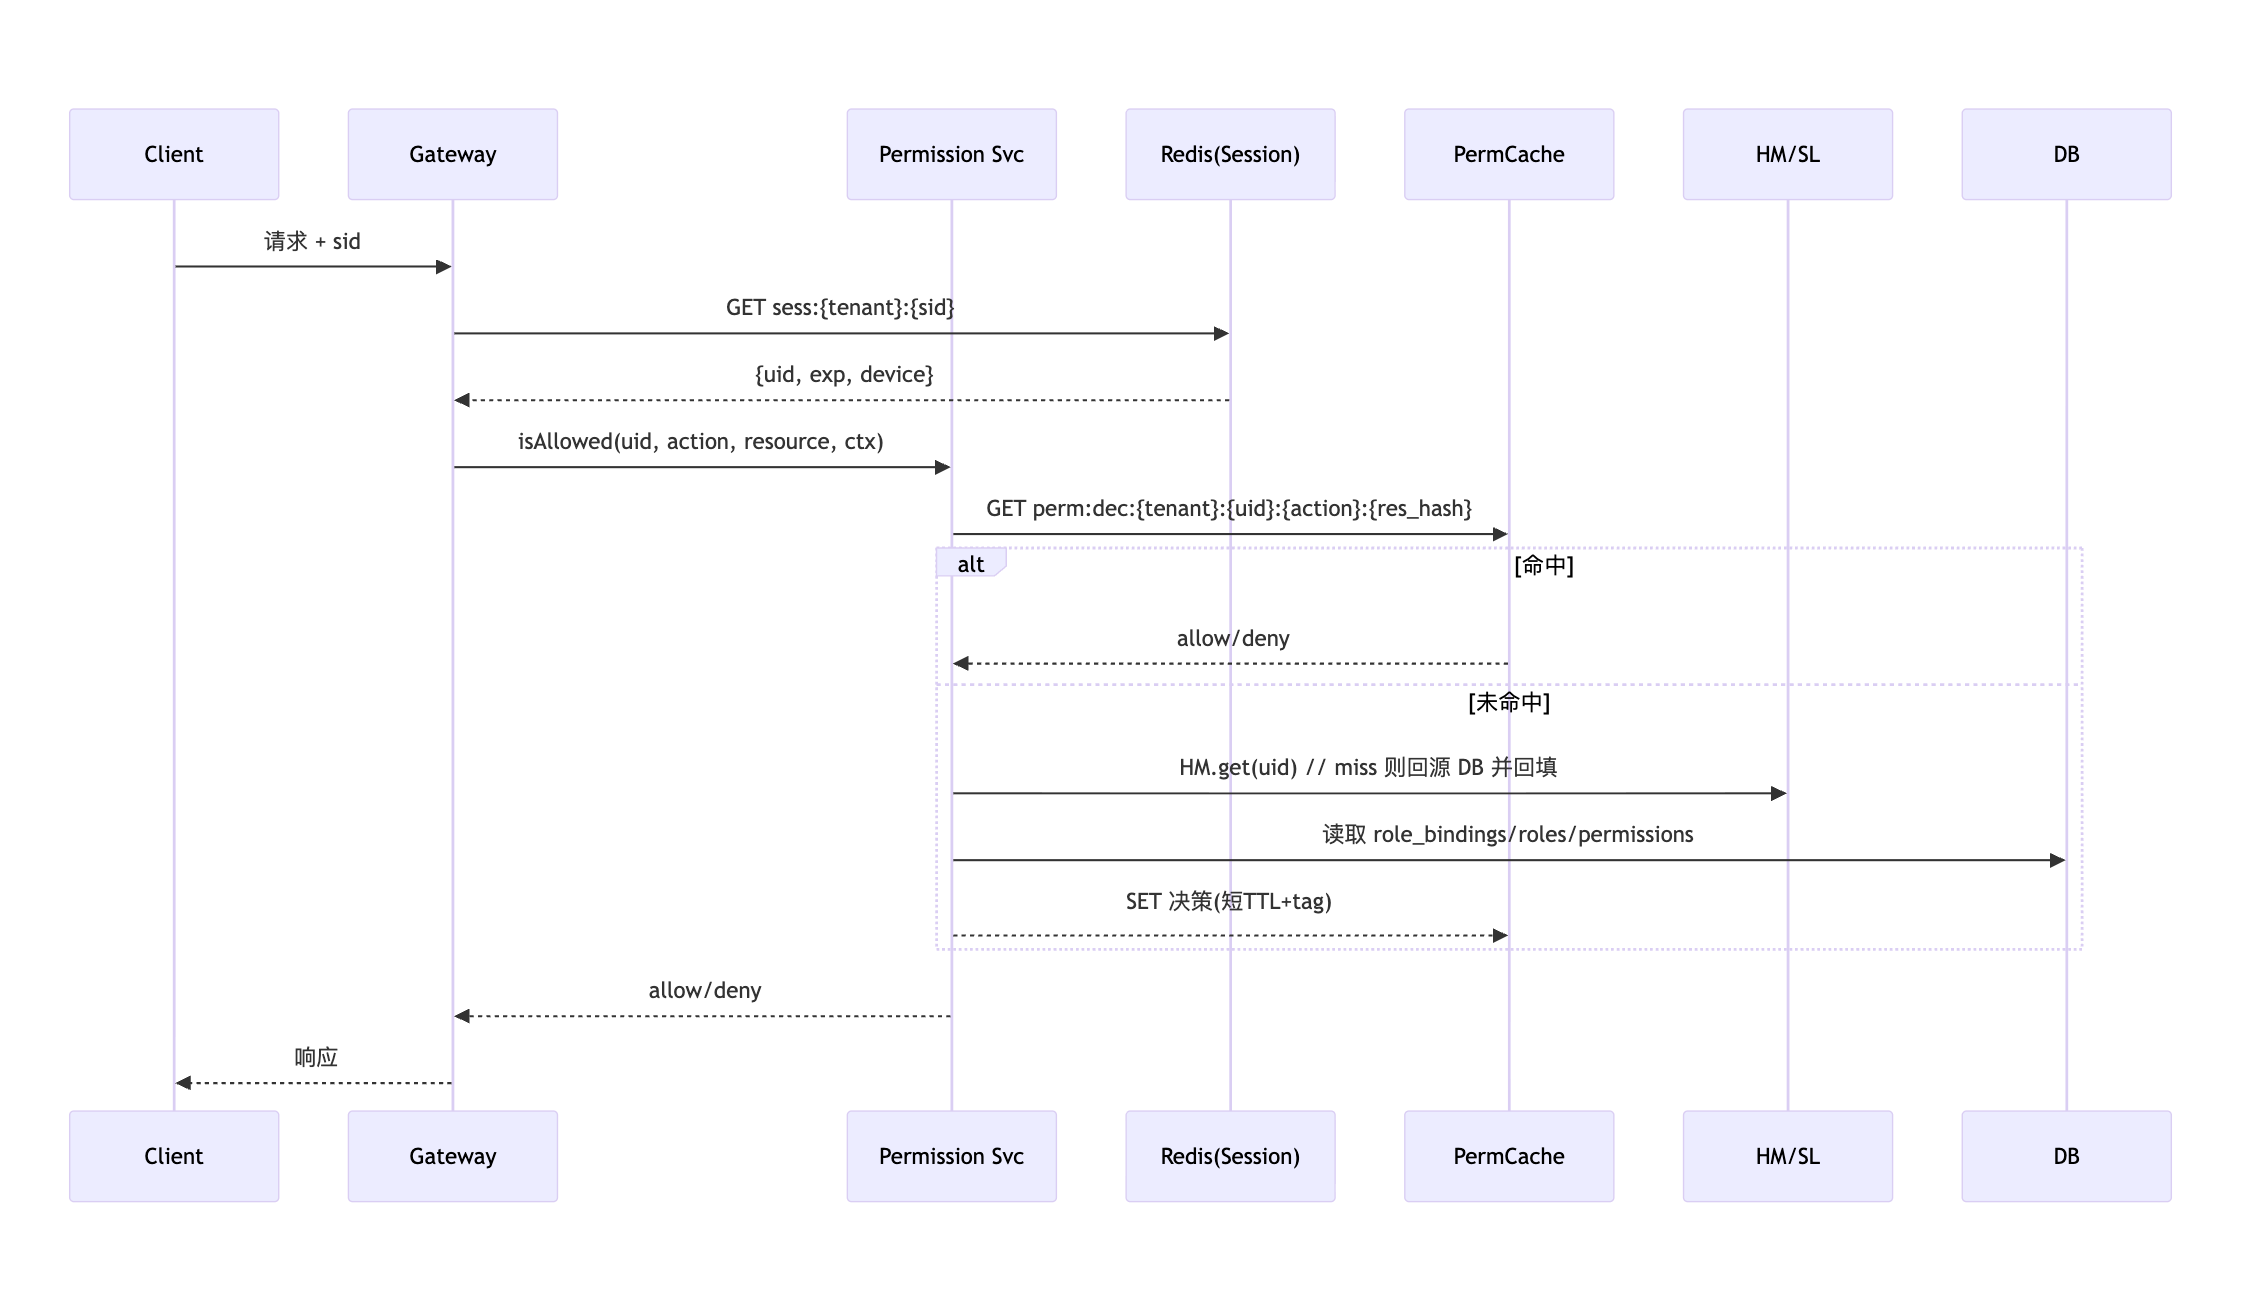 Client
Gateway
Permission Svc
Redis(Session)
PermCache
HM/SL
DB
请求 + sid
GET sess:{tenant}:{sid}
{uid, exp, device}
isAllowed(uid, action, resource, ctx)
GET perm:dec:{tenant}:{uid}:{action}:{res_hash}
alt
[命中]
allow/deny
[未命中]
HM.get(uid) // miss 则回源 DB 并回填
读取 role_bindings/roles/permissions
SET 决策(短TTL+tag)
allow/deny
响应
Client
Gateway
Permission Svc
Redis(Session)
PermCache
HM/SL
DB